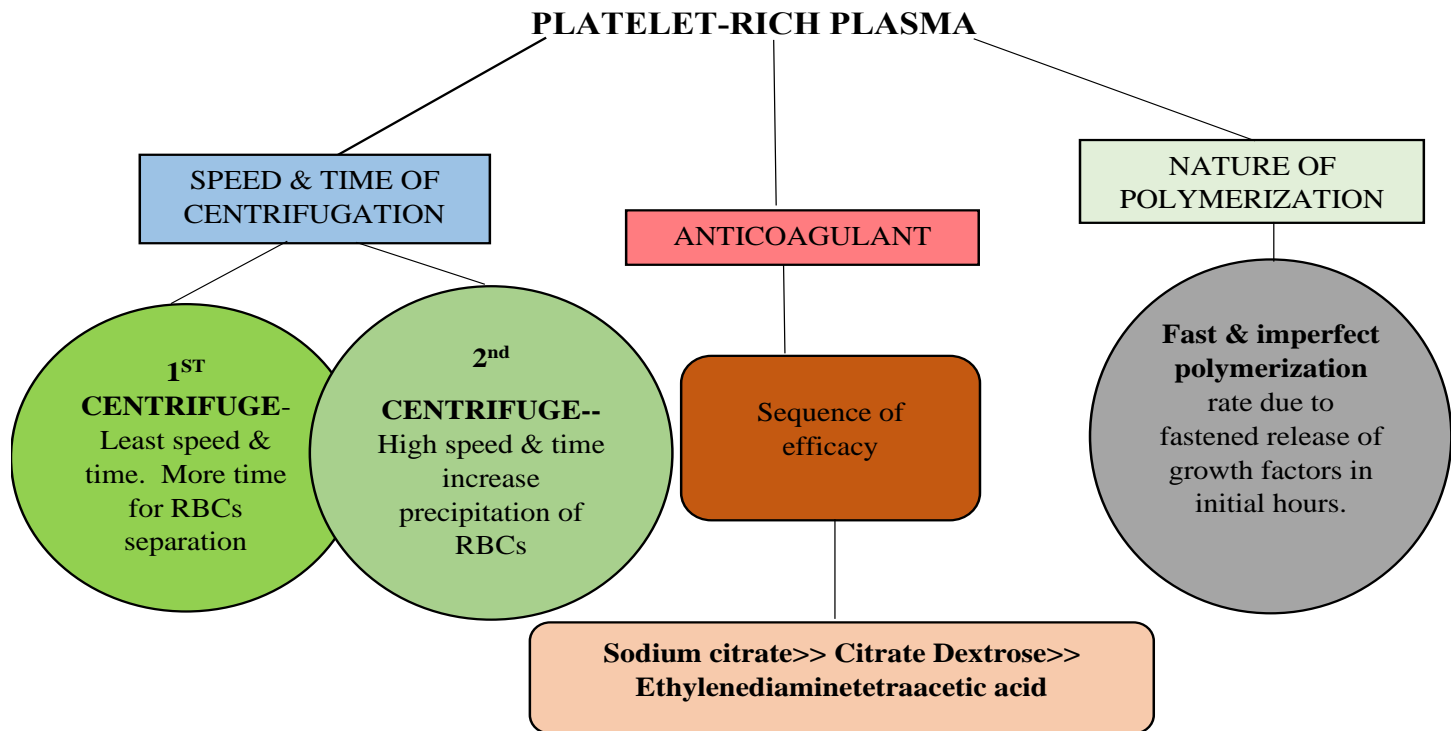 PLATELET-RICH PLASMA
SPEED & TIME OF
CENTRIFUGATION
ANTICOAGULANT
NATURE OF
POLYMERIZATION
1ST
CENTRIFUGE-
Least speed &
time. More time
for RBCs
separation
2nd
CENTRIFUGE--
High speed & time
increase
precipitation of
RBCs
Sequence of
efficacy
Fast & imperfect
polymerization
rate due to
fastened release of
growth factors in
initial hours.
Sodium citrate>> Citrate Dextrose>>
Ethylenediaminetetraacetic acid